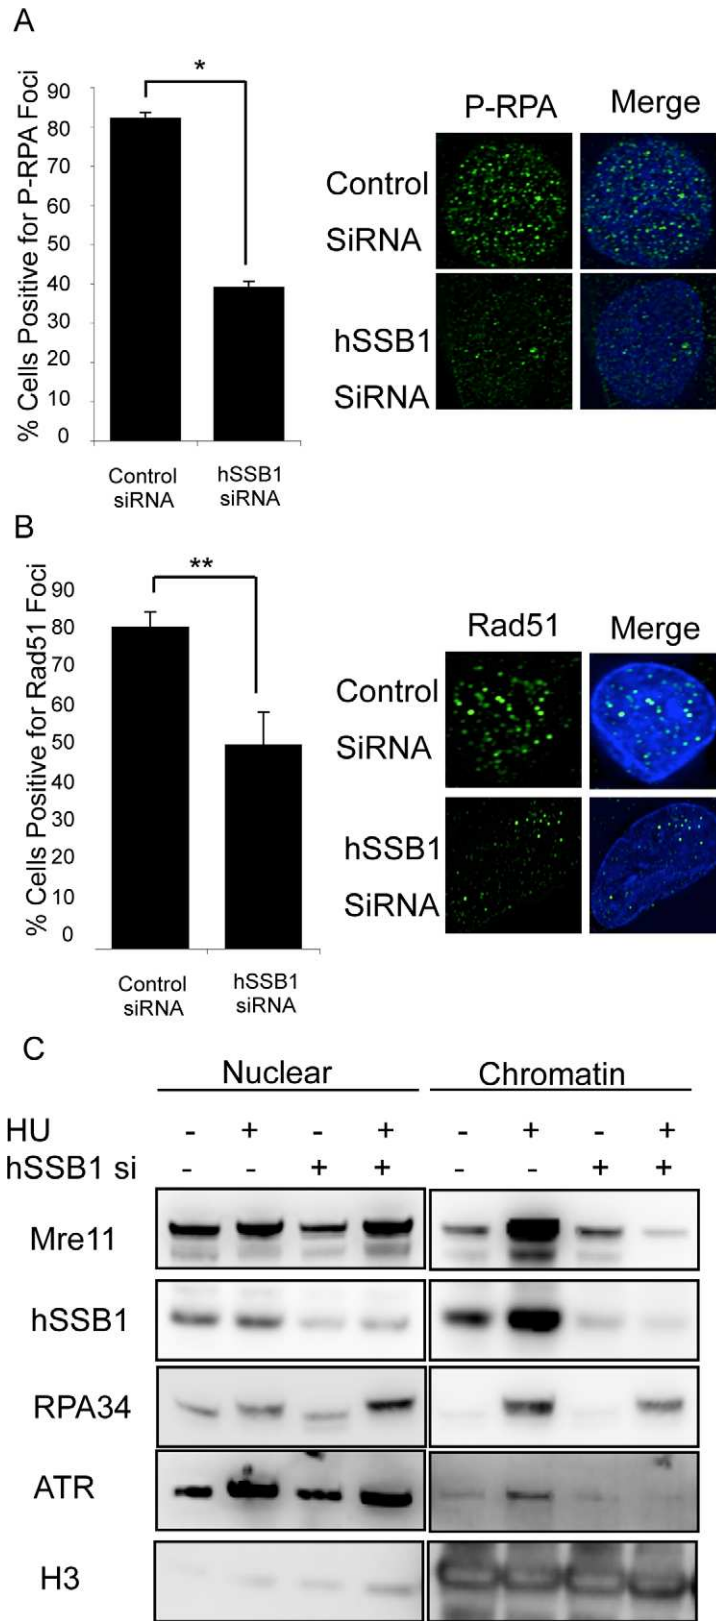 A
% Cells Positive for P-RPA Foci
90
80
70
60
50
40
30
20
10
0
*
Control
siRNA
hSSB1
siRNA
P-RPA
Merge
Control
SiRNA
hSSB1
SiRNA
B
% Cells Positive for Rad51 Foci
90
80
70
60
50
40
30
20
10
0
**
Control
siRNA
hSSB1
siRNA
Rad51
Merge
Control
SiRNA
hSSB1
SiRNA
C
Nuclear
Chromatin
HU - + - + - + - +
hSSB1 si - - + + - - + +
Mre11
hSSB1
RPA34
ATR
H3